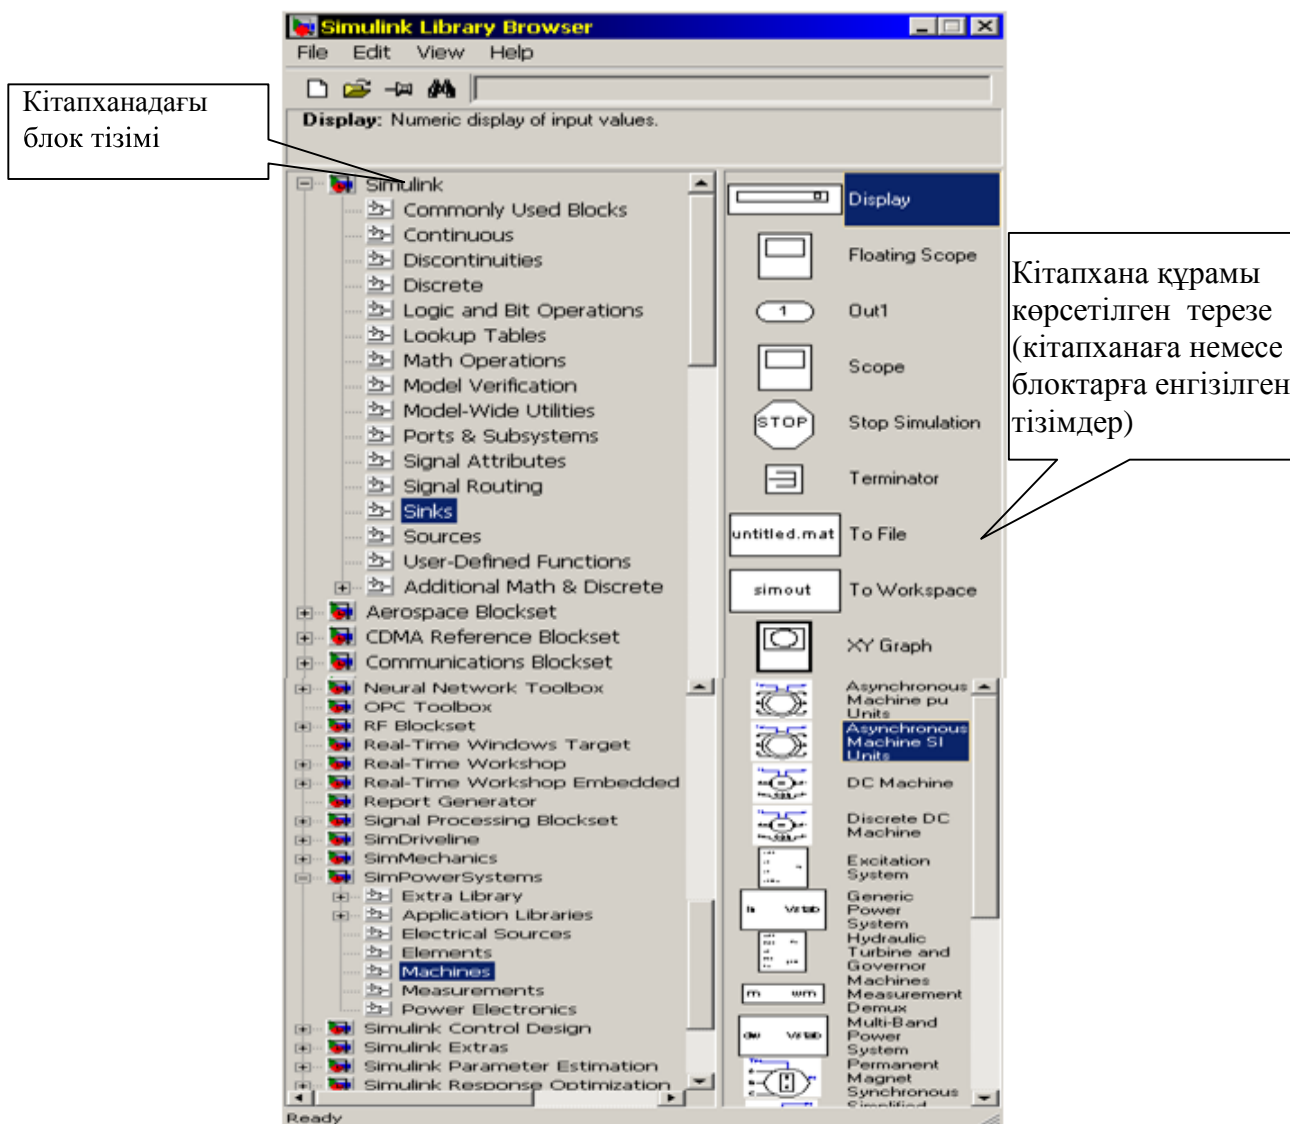 Simulink Library Browser
File Edit View Help
Кітапханадағы
блок тізімі
Display: Numeric display of input values.
Simulink
Commonly Used Blocks
Continuous
Discontinuities
Discrete
Logic and Bit Operations
Lookup Tables
Math Operations
Model Verification
Model-Wide Utilities
Ports & Subsystems
Signal Attributes
Signal Routing
Sinks
Sources
User-Defined Functions
Additional Math & Discrete
Aerospace Blockset
CDMA Reference Blockset
Communications Blockset
Neural Network Toolbox
OPC Toolbox
RF Blockset
Real-Time Windows Target
Real-Time Workshop
Real-Time Workshop Embedded
Report Generator
Signal Processing Blockset
SimDriveline
SimMechanics
SimPowerSystems
Extra Library
Application Libraries
Electrical Sources
Elements
Machines
Measurements
Power Electronics
Simulink Control Design
Simulink Extras
Simulink Parameter Estimation
Simulink Response Optimization
Display
Floating Scope
1 Out1
Scope
STOP Stop Simulation
Terminator
untitled.mat To File
simout To Workspace
XY Graph
Asynchronous
Machine pu
Units
Asynchronous
Machine SI
Units
DC Machine
Discrete DC
Machine
Excitation
System
Generic
Power
System
Hydraulic
Turbine and
Governor
Machines
Measurement
Demux
m wm
Multi-Band
Power
System
Permanent
Magnet
Synchronous
Simplified
Кітапхана құрамы
көрсетілген терезе
(кітапханаға немесе
блоктарға енгізілген
тізімдер)
Ready